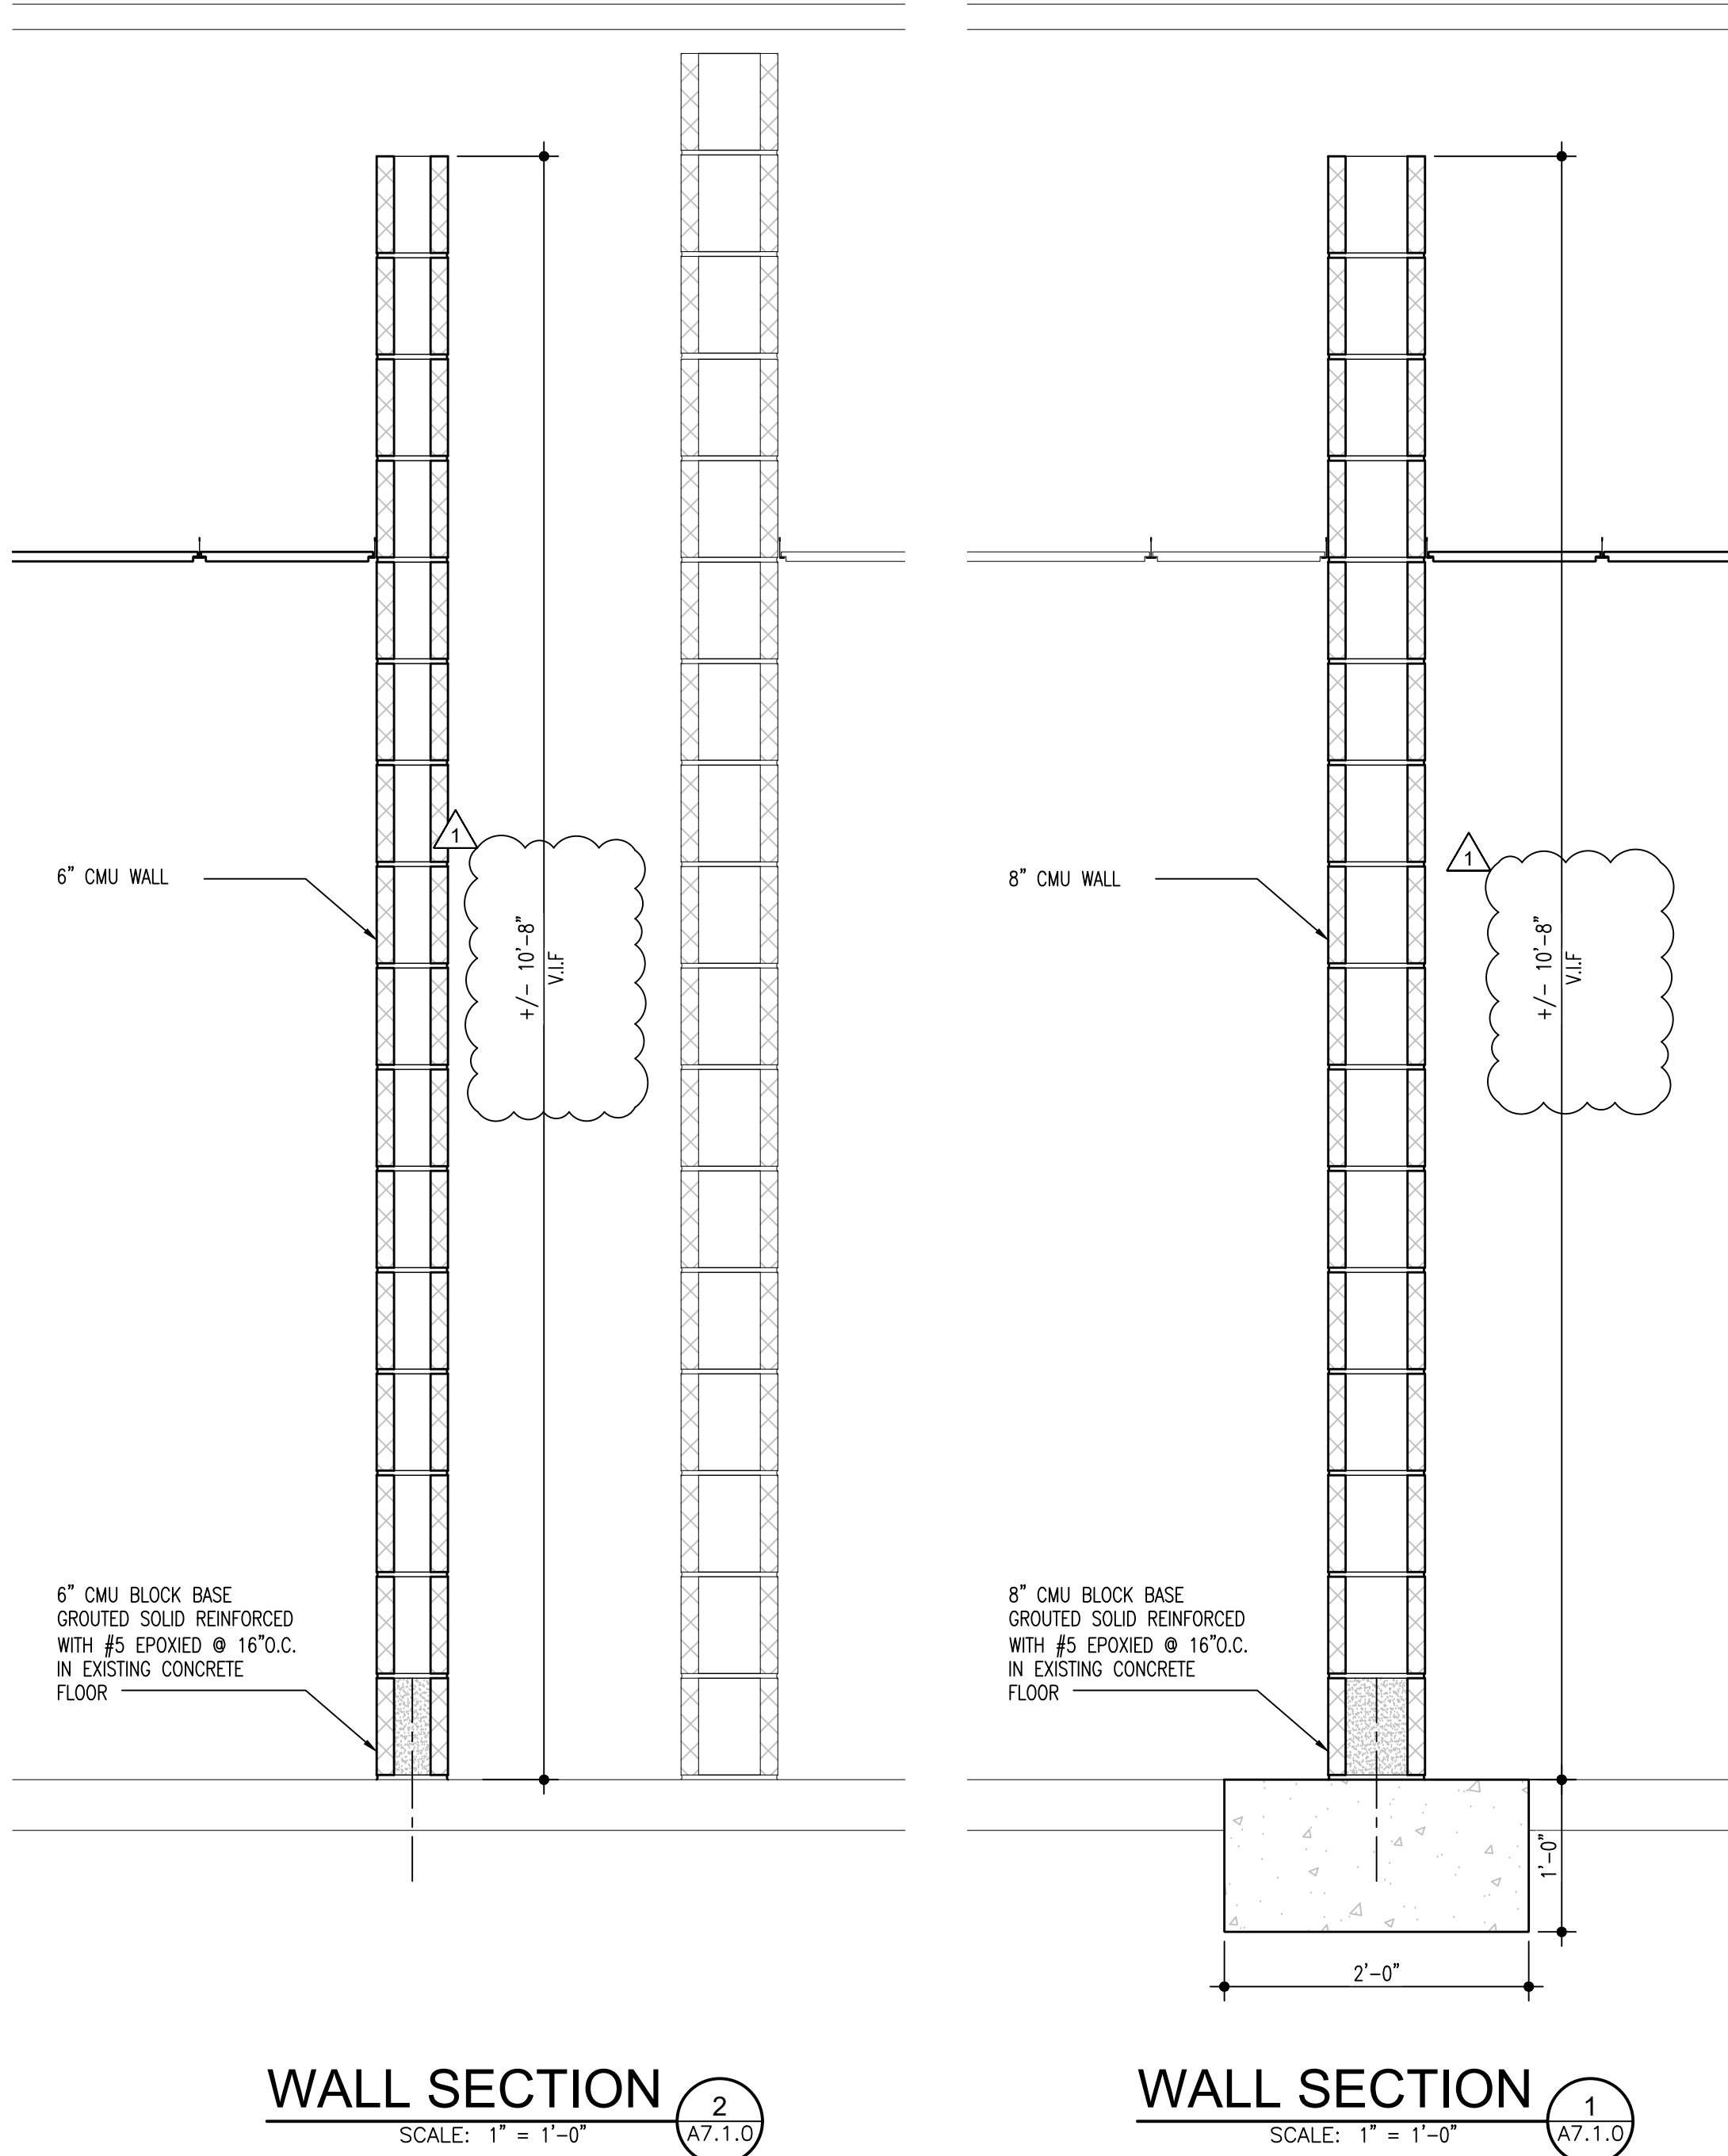 1
6” CMU WALL
+/- 10'-8"
V.I.F
6” CMU BLOCK BASE
GROUTED SOLID REINFORCED
WITH #5 EPOXIED @ 16”O.C.
IN EXISTING CONCRETE
FLOOR
WALL SECTION
SCALE: 1” = 1'-0”
2
A7.1.0
1
8” CMU WALL
+/- 10'-8"
V.I.F
8” CMU BLOCK BASE
GROUTED SOLID REINFORCED
WITH #5 EPOXIED @ 16”O.C.
IN EXISTING CONCRETE
FLOOR
1'-0”
2'-0”
WALL SECTION
SCALE: 1” = 1'-0”
1
A7.1.0